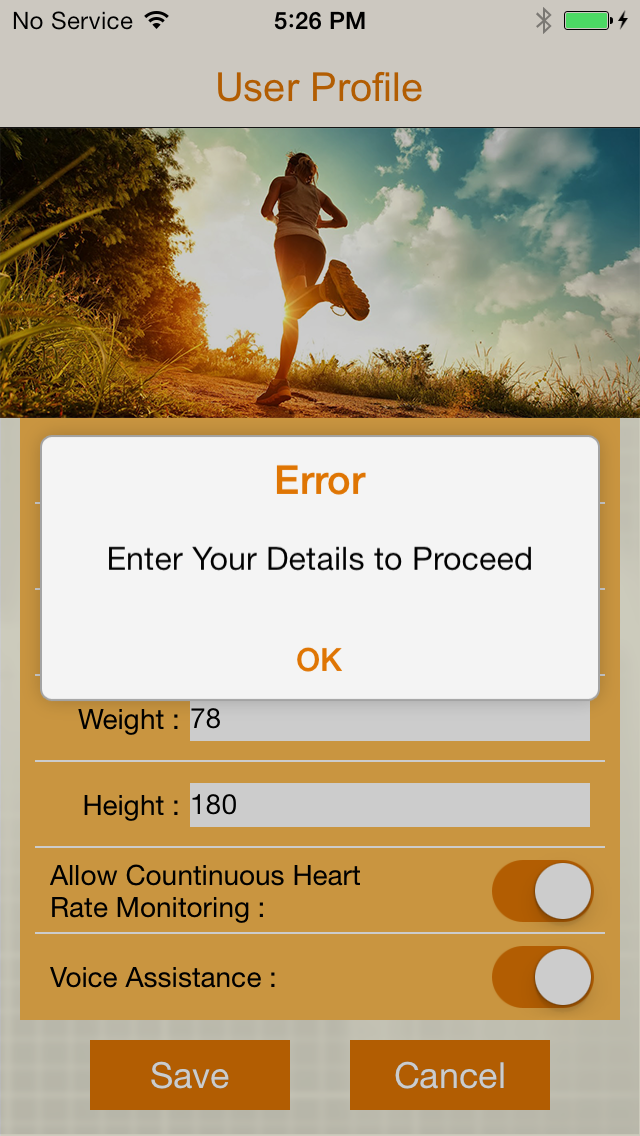 No Service 5:26 PM
User Profile
Error
Enter Your Details to Proceed
OK
Weight : 78
Height : 180
Allow Countinuous Heart
Rate Monitoring :
Voice Assistance :
Save Cancel